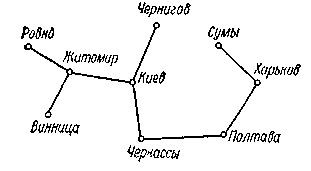 Чернигов
Ровно
Сумы
Житомир
Киев
Харьков
Винница
Черкассы
Полтава